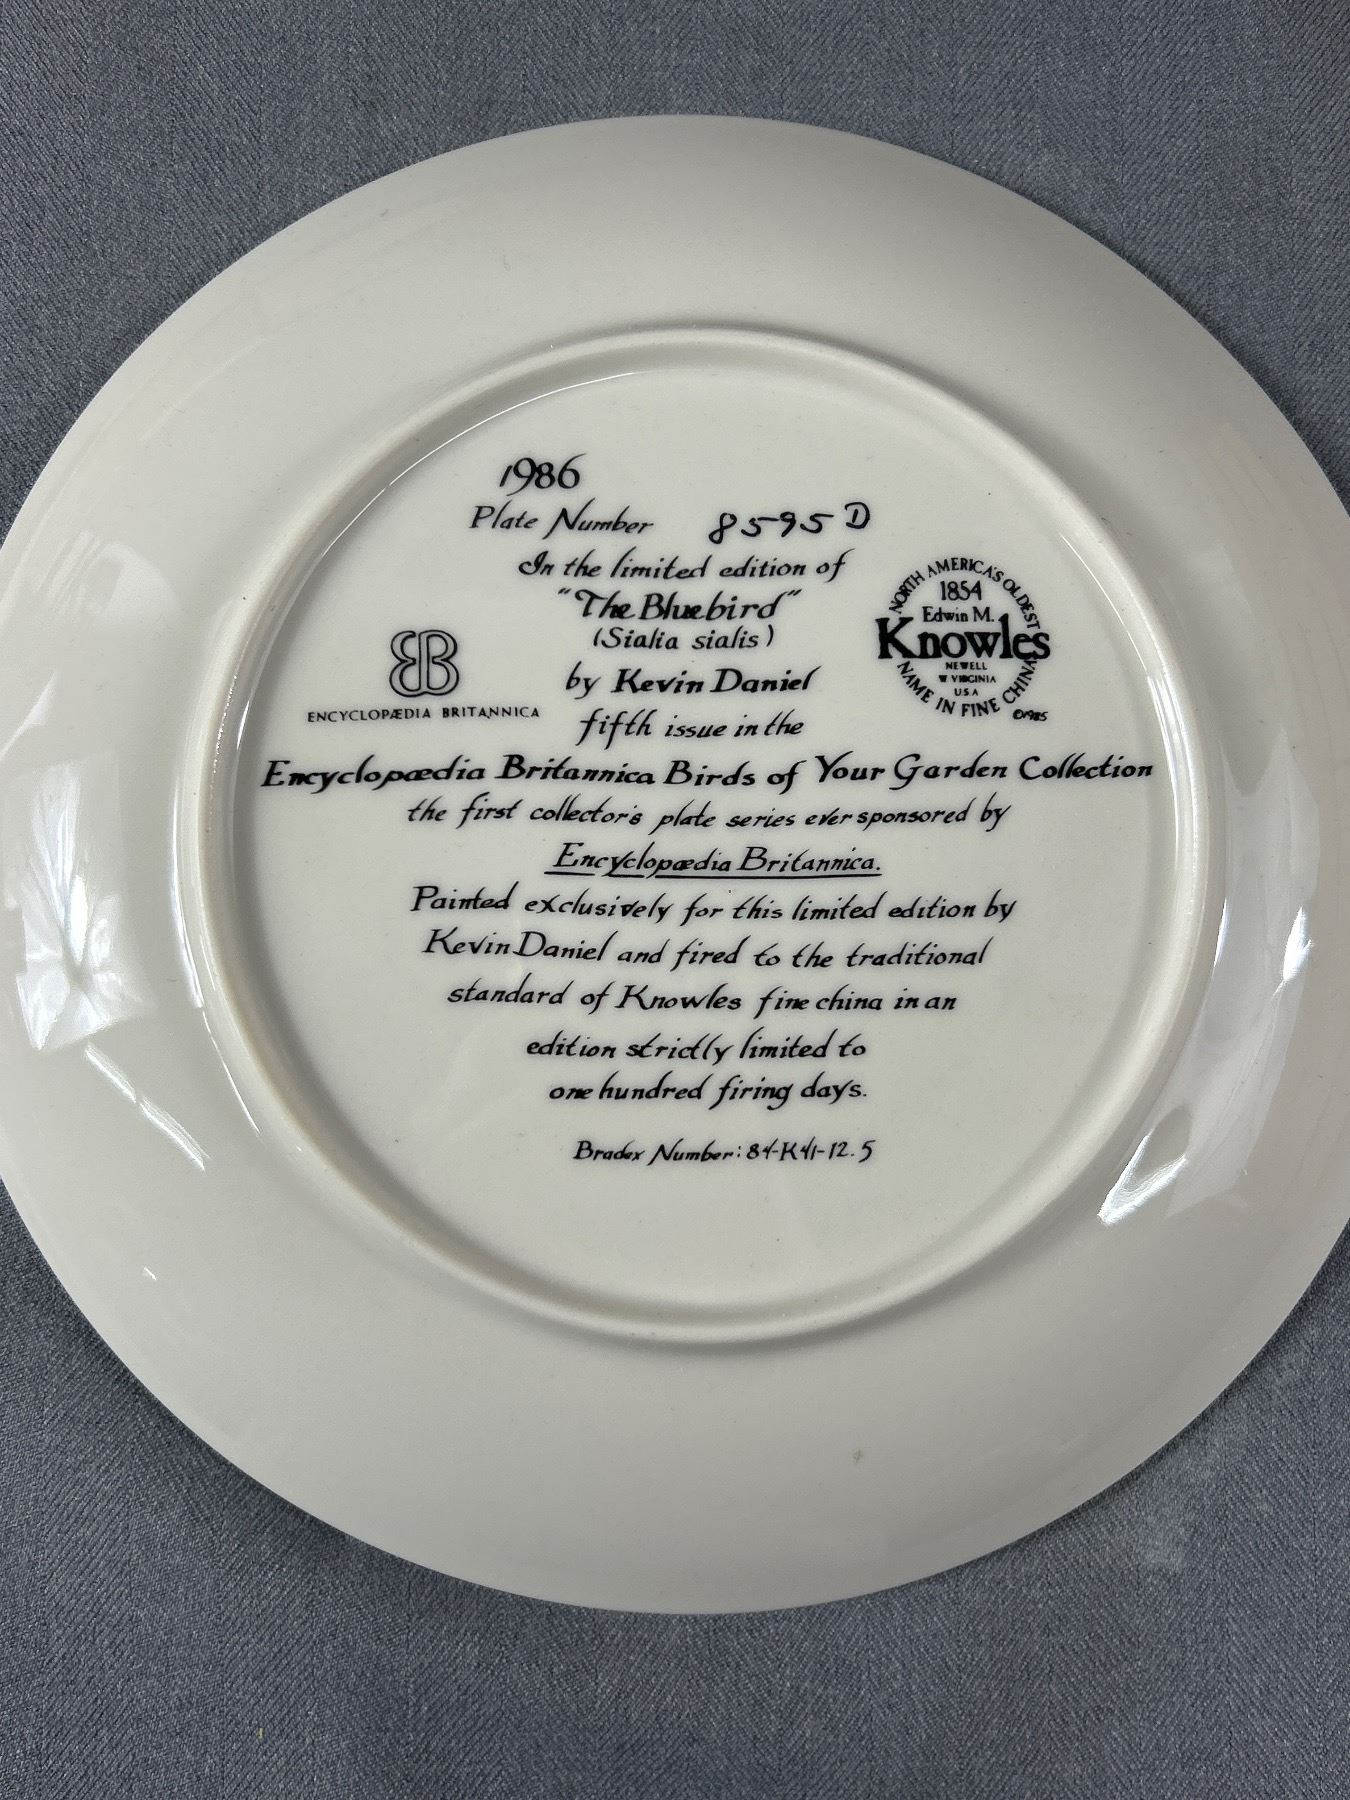 1986
Plate Number 8595 D
In the limited edition of
"The Bluebird"
(Sialia sialis)
by Kevin Daniel
fifth issue in the
Encyclopædia Britannica Birds of Your Garden Collection
the first collector's plate series ever sponsored by
Encyclopædia Britannica.
Painted exclusively for this limited edition by
Kevin Daniel and fired to the traditional
standard of Knowles fine china in an
edition strictly limited to
one hundred firing days.
Bradex Number: 84-K41-12.5
EB
ENCYCLOPÆDIA BRITANNICA
NORTH AMERICA'S OLDEST
1854
Edwin M.
Knowles
NEWELL
W VIRGINIA
USA
NAME IN FINE CHINA
©1985